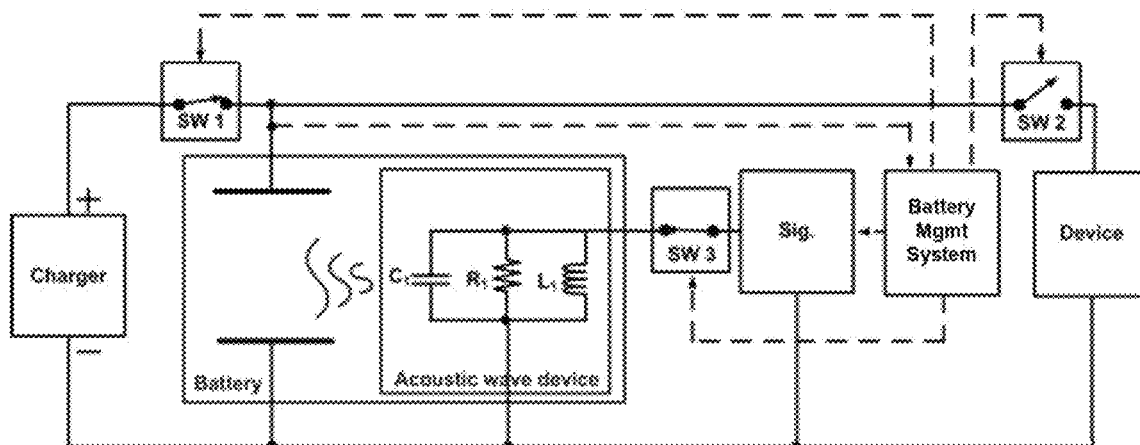 SW 1
SW 2
+
Charger
−
C₁
R₁
L₁
SW 3
Sig.
Battery
Mgmt
System
Device
Battery
Acoustic wave device